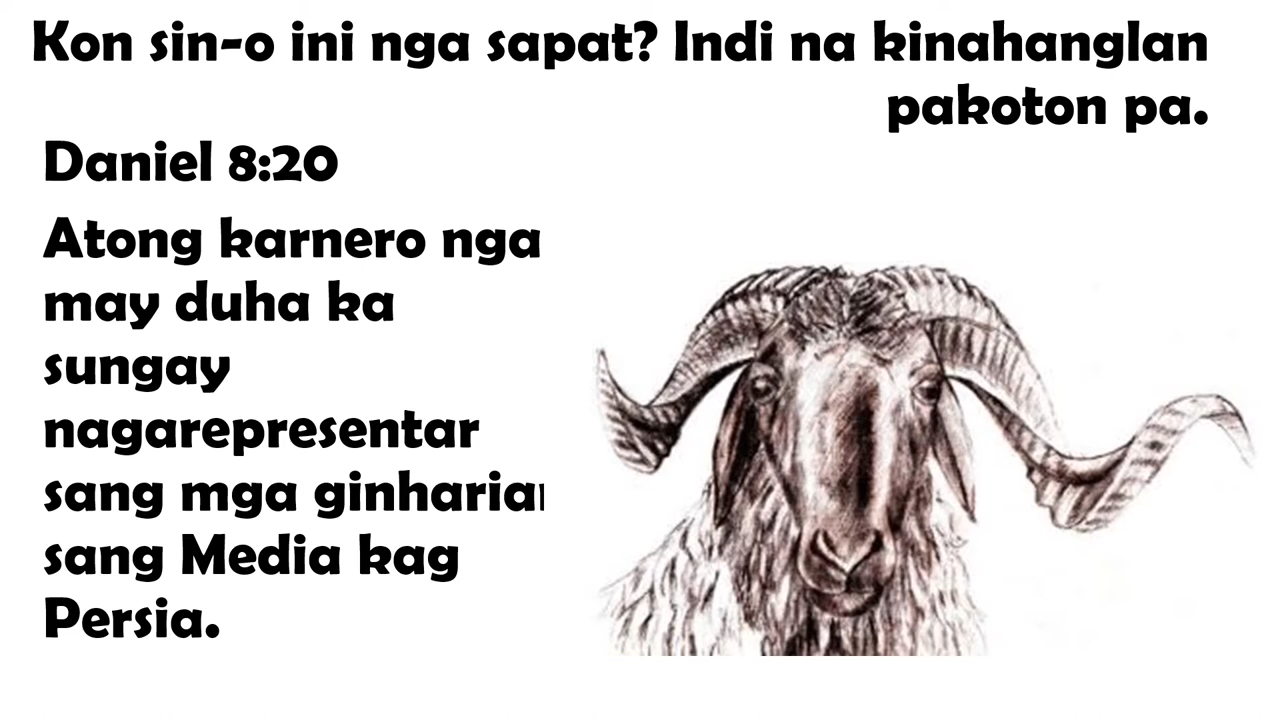 Kon sin-o ini nga sapat? Indi na kinahanglan
pakoton pa.
Daniel 8:20
Atong karnero nga
may duha ka
sungay
nagarepresentar
sang mga ginharian
sang Media kag
Persia.